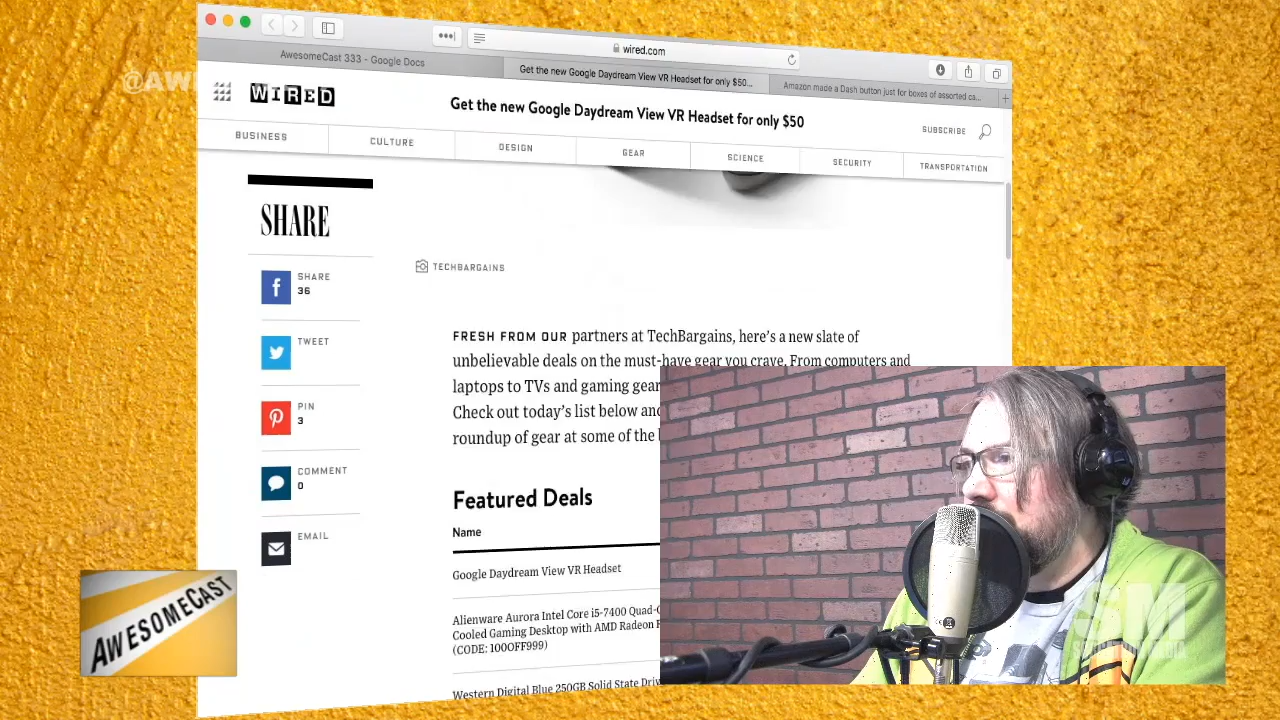 wired.com
AwesomeCast 333 - Google Docs
Get the new Google Daydream View VR Headset for only $50...
Amazon made a Dash button just for boxes of assorted ca...
@AW
WIRED
Get the new Google Daydream View VR Headset for only $50
SUBSCRIBE
BUSINESS
CULTURE
DESIGN
GEAR
SCIENCE
SECURITY
TRANSPORTATION
SHARE
TECHBARGAINS
SHARE
36
TWEET
PIN
3
COMMENT
0
EMAIL
FRESH FROM OUR partners at TechBargains, here's a new slate of
unbelievable deals on the must-have gear you crave. From computers and
laptops to TVs and gaming gear
Check out today's list below and
roundup of gear at some of the
Featured Deals
Name
Google Daydream View VR Headset
Alienware Aurora Intel Core i5-7400 Quad-
Cooled Gaming Desktop with AMD Radeon
(CODE: 100OFF999)
Western Digital Blue 250GB Solid State Driv
AWESOMECAST
SM